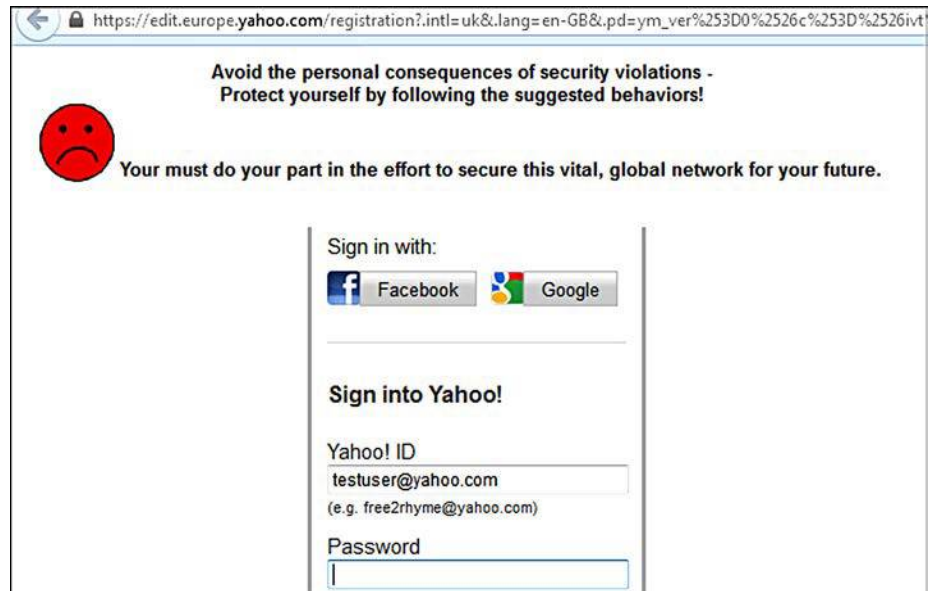 https://edit.europe.yahoo.com/registration?.intl=uk&.lang=en-GB&.pd=ym_ver%253D0%2526c%253D%2526ivt
Avoid the personal consequences of security violations -
Protect yourself by following the suggested behaviors!
Your must do your part in the effort to secure this vital, global network for your future.
Sign in with:
Facebook Google
Sign into Yahoo!
Yahoo! ID
testuser@yahoo.com
(e.g. free2rhyme@yahoo.com)
Password